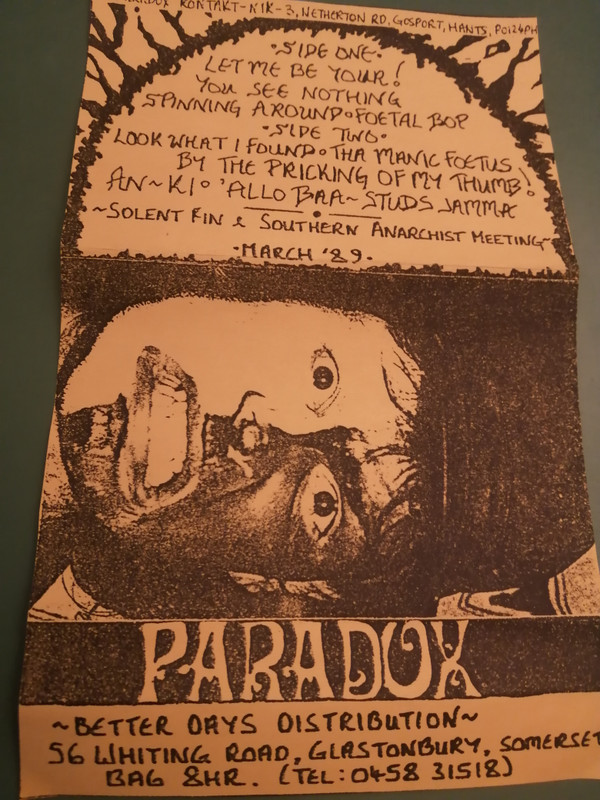 PARADOX KONTAKT-NIK-3, NETHERTON RD, GOSPORT, HANTS, PO124PH
·SIDE ONE·
LET ME BE YOUR!
YOU SEE NOTHING
SPINNING AROUND·FOETAL BOP
·SIDE TWO·
LOOK WHAT I FOUND·THA MANIC FOETUS
BY THE PRICKING OF MY THUMB!
AN~KI· 'ALLO BAA~STUDS JAMMA
~SOLENT FIN & SOUTHERN ANARCHIST MEETING~
·MARCH '89·
PARADOX
~BETTER DAYS DISTRIBUTION~
56 WHITING ROAD, GLASTONBURY, SOMERSET
BA6 8HR. (TEL: 0458 31518)